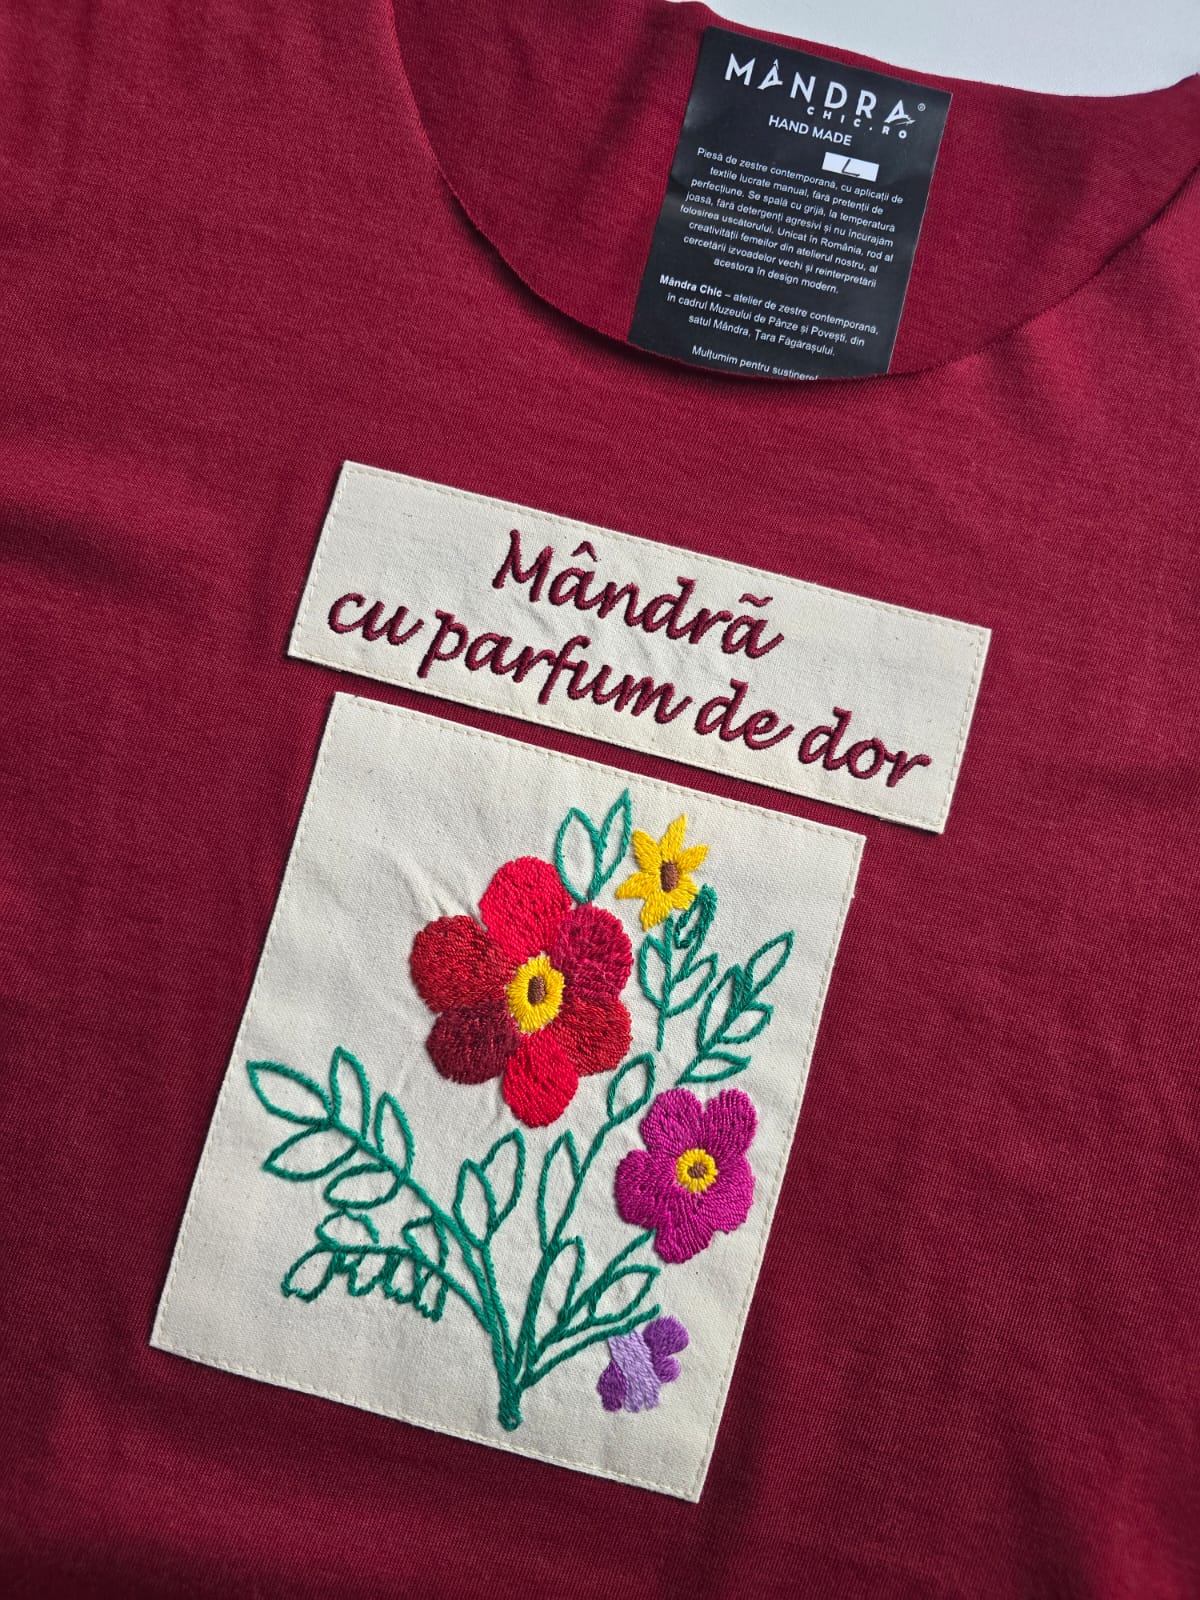 MÂNDRA®
CHIC.RO
HAND MADE
L
Piesă de zestre contemporană, cu aplicații de
textile lucrate manual, fără pretenții de
perfecțiune. Se spală cu grijă, la temperatura
joasă, fără detergenți agresivi și nu încurajăm
folosirea uscătorului. Unicat în România, rod al
creativității femeilor din atelierul nostru, al
cercetării izvoadelor vechi și reinterpretării
acestora în design modern.
Mândra Chic – atelier de zestre contemporană,
în cadrul Muzeului de Pânze și Povești, din
satul Mândra, Țara Făgărașului.
Mulțumim pentru susținere!
Mândrã
cu parfum de dor